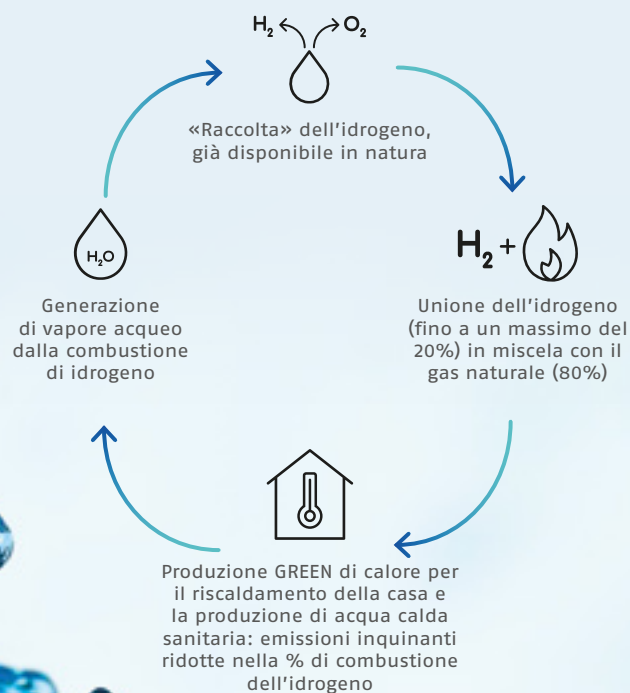 H₂ O₂
«Raccolta» dell'idrogeno,
già disponibile in natura
H₂ +
Unione dell'idrogeno
(fino a un massimo del
20%) in miscela con il
gas naturale (80%)
Produzione GREEN di calore per
il riscaldamento della casa e
la produzione di acqua calda
sanitaria: emissioni inquinanti
ridotte nella % di combustione
dell'idrogeno
H₂O
Generazione
di vapore acqueo
dalla combustione
di idrogeno